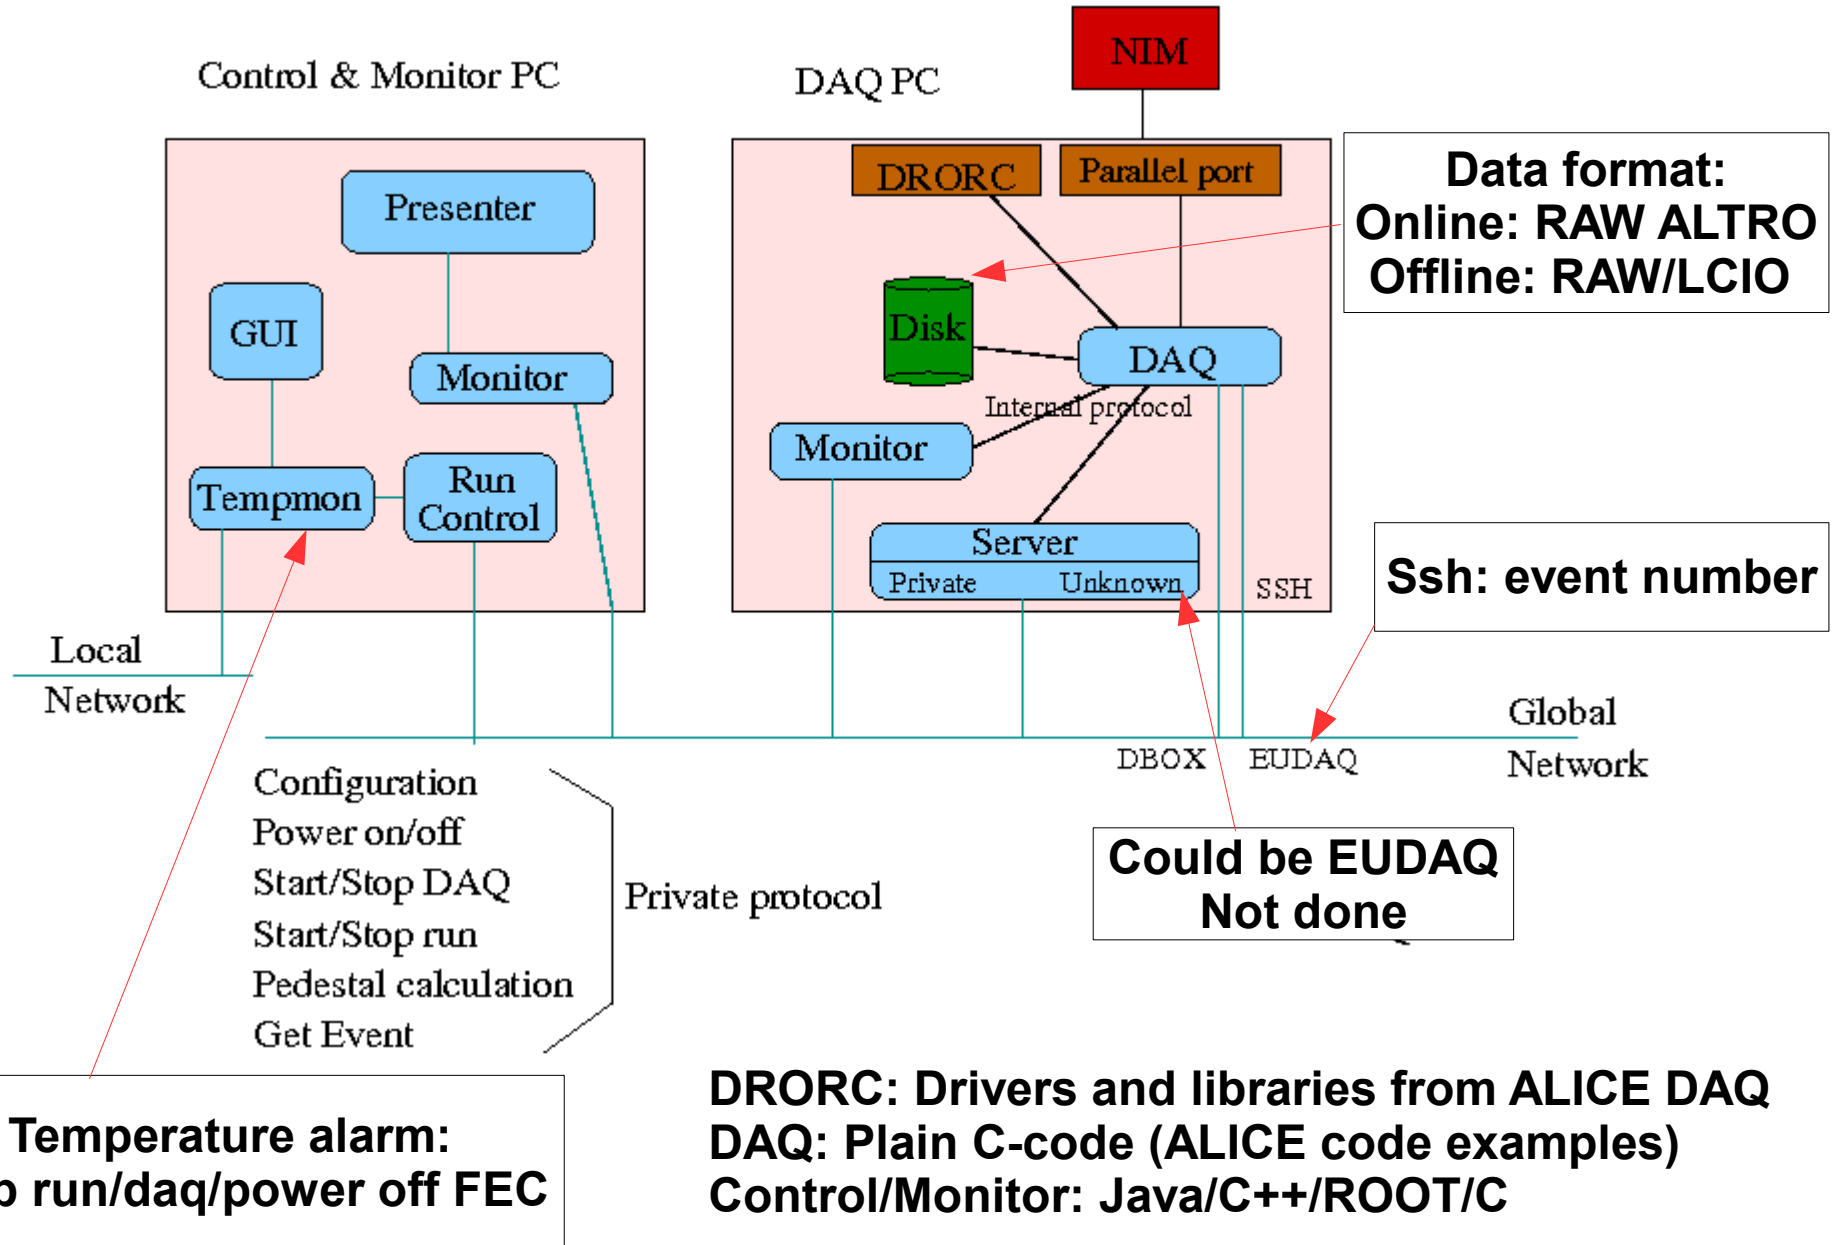 NIM
Control & Monitor PC
DAQ PC
DRORC
Parallel port
Data format:
Online: RAW ALTRO
Offline: RAW/LCIO
Presenter
GUI
Disk
Monitor
DAQ
Internal protocol
Monitor
Tempmon
Run
Control
Server
Private
Unknown
SSH
Ssh: event number
Local
Network
Global
Network
DBOX
EUDAQ
Configuration
Power on/off
Start/Stop DAQ
Start/Stop run
Pedestal calculation
Get Event
Private protocol
Could be EUDAQ
Not done
Temperature alarm:
run/daq/power off FEC
DRORC: Drivers and libraries from ALICE DAQ
DAQ: Plain C-code (ALICE code examples)
Control/Monitor: Java/C++/ROOT/C